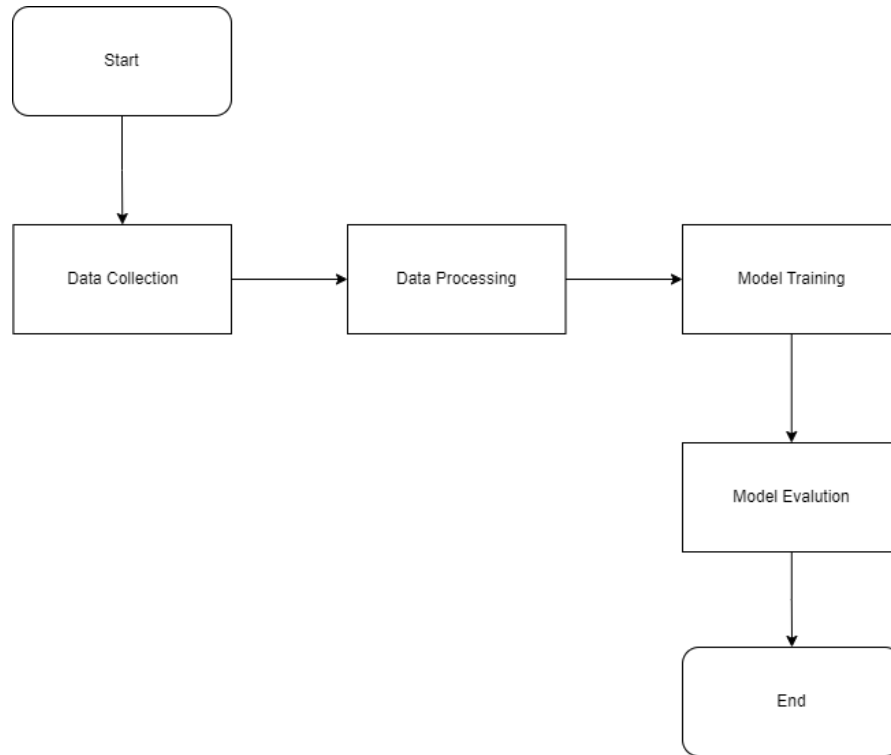 Start
Data Collection
Data Processing
Model Training
Model Evalution
End